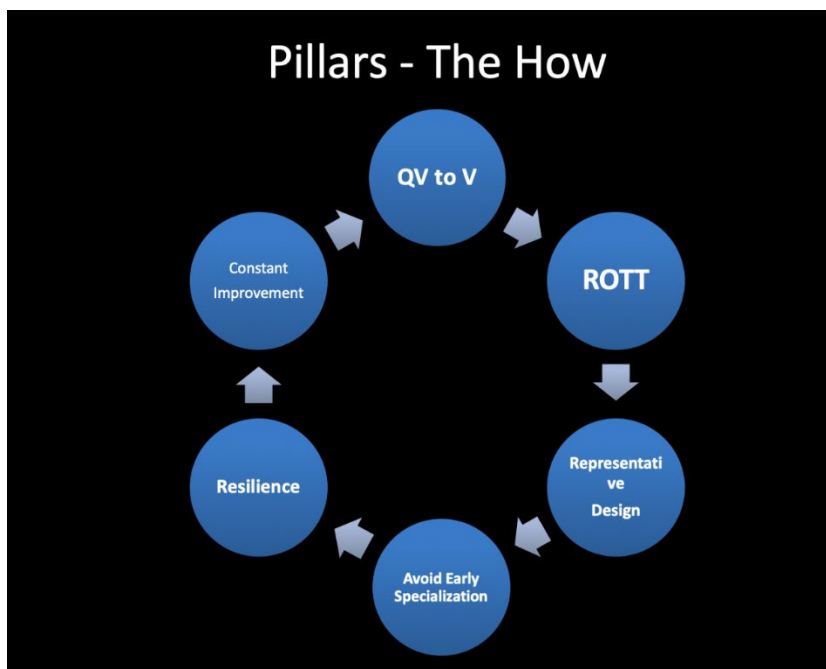 Pillars - The How
QV to V
ROTT
Representati
ve
Design
Avoid Early
Specialization
Resilience
Constant
Improvement